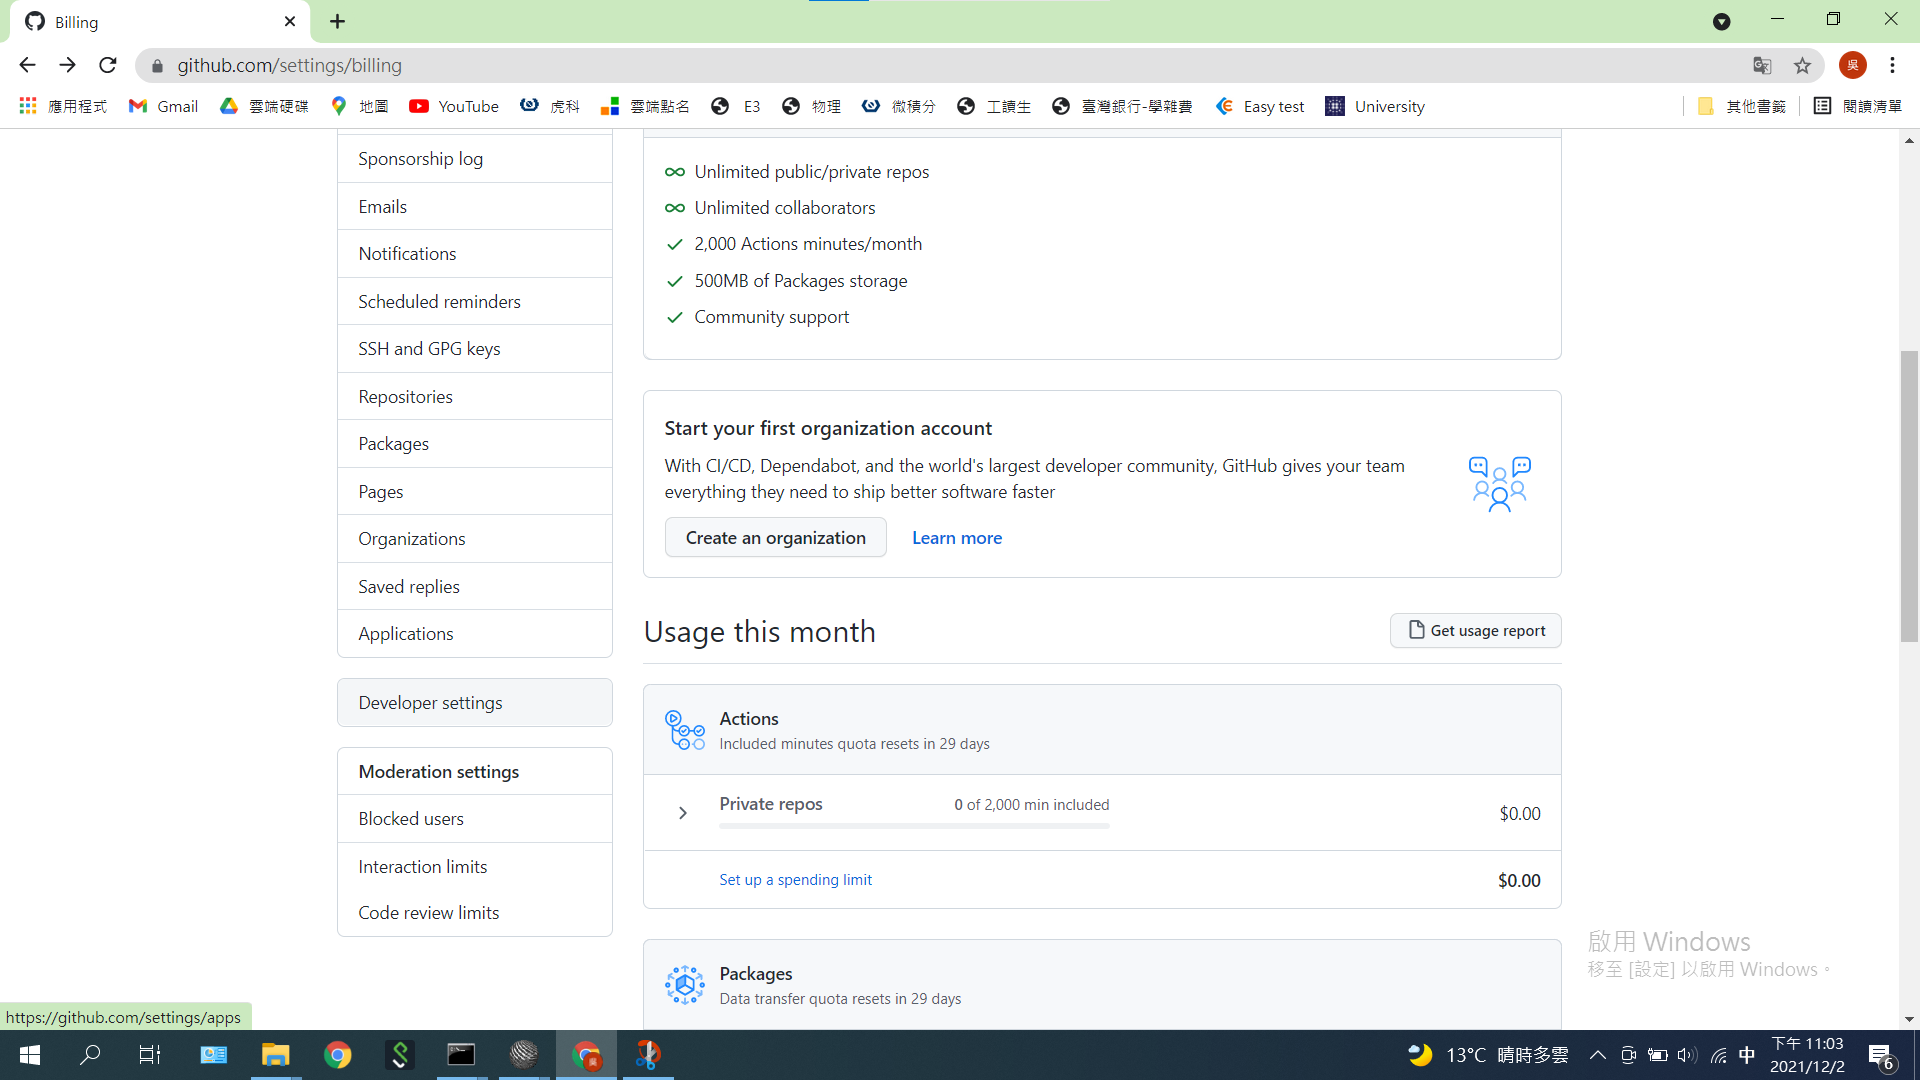 Billing
github.com/settings/billing
吳
應用程式 Gmail 雲端硬碟 地圖 YouTube 虎科 雲端點名 E3 物理 微積分 工讀生 臺灣銀行-學雜費 Easy test University 其他書籤 閱讀清單
Sponsorship log
Emails
Notifications
Scheduled reminders
SSH and GPG keys
Repositories
Packages
Pages
Organizations
Saved replies
Applications
Developer settings
Moderation settings
Blocked users
Interaction limits
Code review limits
Unlimited public/private repos
Unlimited collaborators
2,000 Actions minutes/month
500MB of Packages storage
Community support
Start your first organization account
With CI/CD, Dependabot, and the world's largest developer community, GitHub gives your team
everything they need to ship better software faster
Create an organization Learn more
Usage this month Get usage report
Actions
Included minutes quota resets in 29 days
Private repos 0 of 2,000 min included $0.00
Set up a spending limit $0.00
Packages
Data transfer quota resets in 29 days
啟用 Windows
移至 [設定] 以啟用 Windows。
https://github.com/settings/apps
13°C 晴時多雲 中 下午 11:03
2021/12/2
6